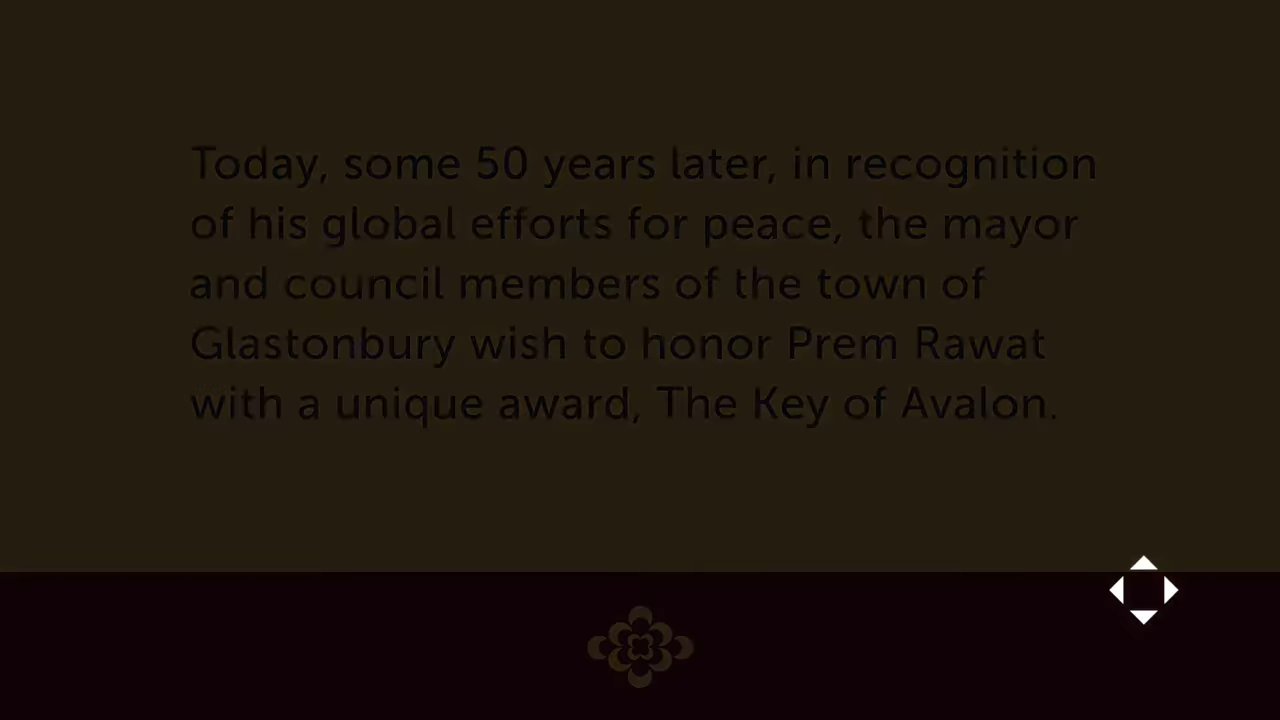 Today, some 50 years later, in recognition
of his global efforts for peace, the mayor
and council members of the town of
Glastonbury wish to honor Prem Rawat
with a unique award, The Key of Avalon.